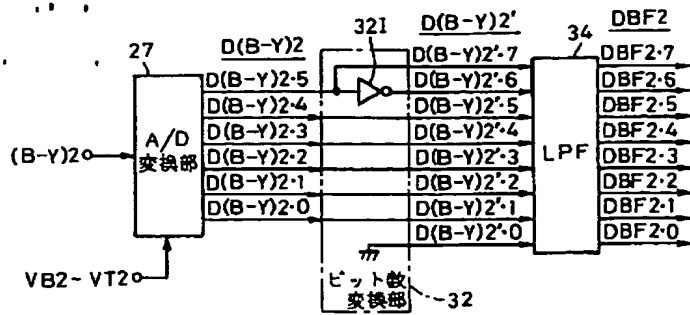 27
D(B-Y)2
32I
D(B-Y)2'
34
DBF2
(B-Y)2
A/D
変換部
VB2~VT2
D(B-Y)2·5
D(B-Y)2·4
D(B-Y)2·3
D(B-Y)2·2
D(B-Y)2·1
D(B-Y)2·0
ビット数
変換部
32
D(B-Y)2'·7
D(B-Y)2'·6
D(B-Y)2'·5
D(B-Y)2'·4
D(B-Y)2'·3
D(B-Y)2'·2
D(B-Y)2'·1
D(B-Y)2'·0
LPF
DBF2·7
DBF2·6
DBF2·5
DBF2·4
DBF2·3
DBF2·2
DBF2·1
DBF2·0